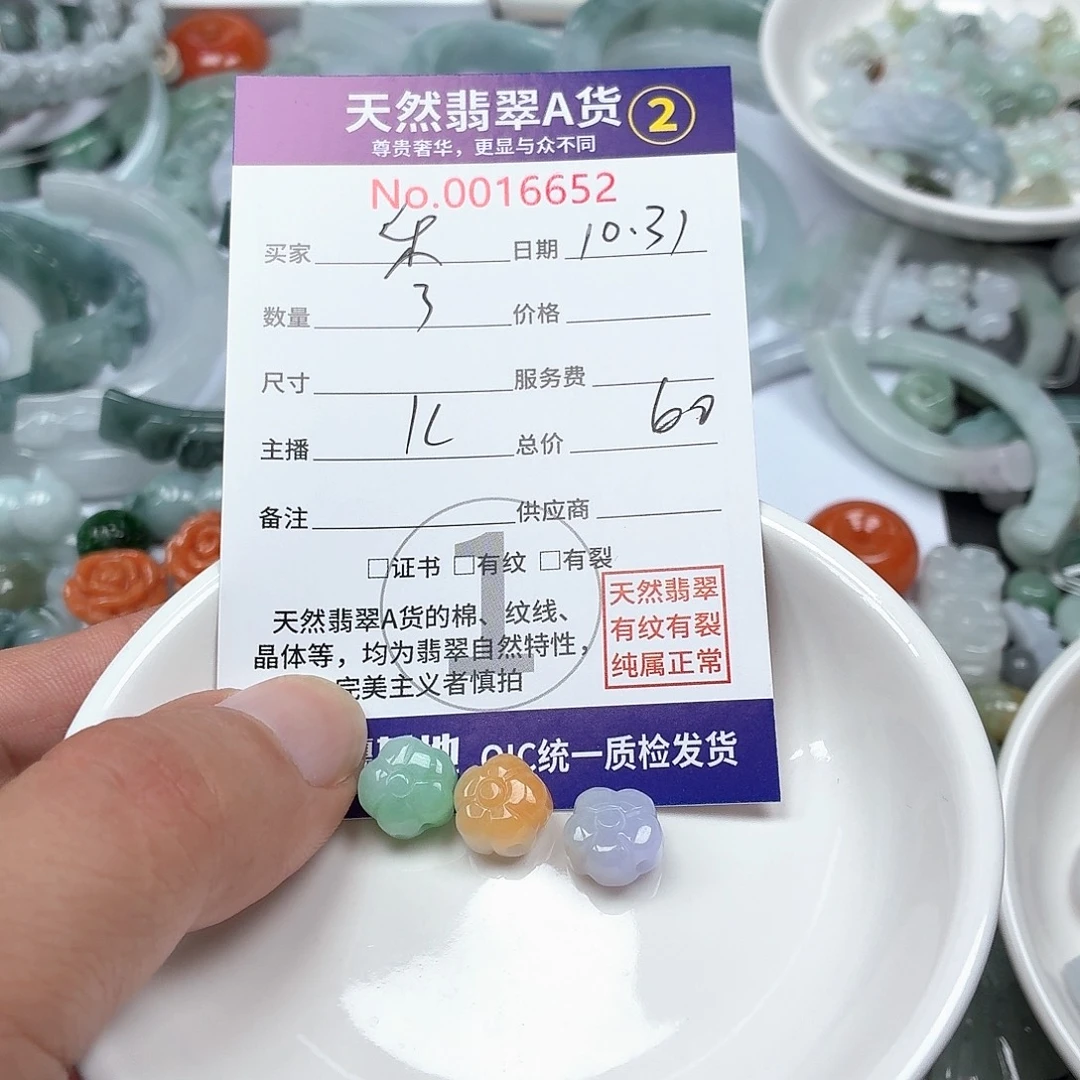 天然翡翠A货 2
尊贵奢华，更显与众不同
No.0016652
买家 朱 日期 10.31
数量 3 价格
尺寸 服务费
主播 总价 60
备注 供应商
1
□证书 □有纹 □有裂
天然翡翠A货的棉、纹线、
晶体等，均为翡翠自然特性，
完美主义者慎拍
天然翡翠
有纹有裂
纯属正常
QIC统一质检发货